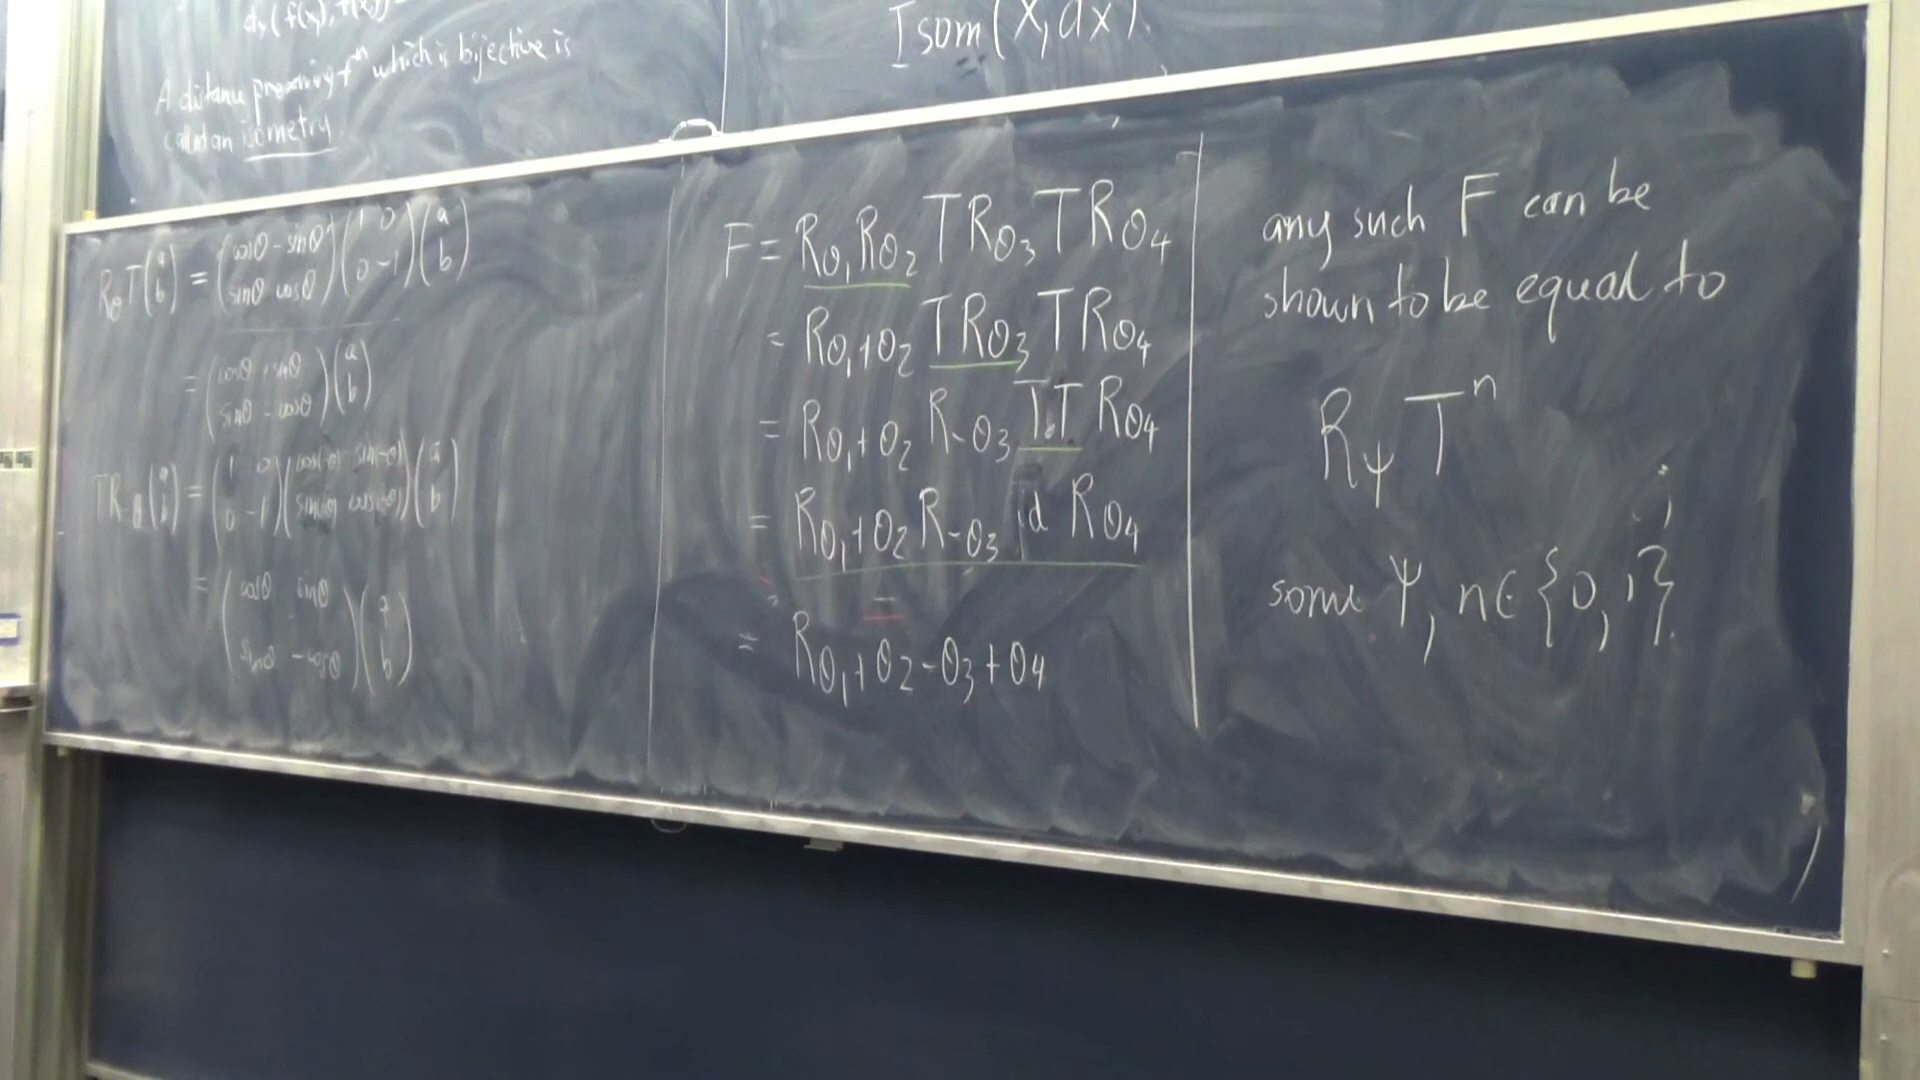 d_Y(f(x), f(x_2)) =
A distance preserving f^n which is bijective is
called an isometry.
Isom(X, dx).
R_θ T (a b) = (cosθ -sinθ sinθ cosθ)(1 0 0 -1)(a b)
= (cosθ +sinθ sinθ -cosθ)(a b)
TR_-θ (a b) = (1 0 0 -1)(cos(-θ) -sin(-θ) sin(-θ) cos(-θ))(a b)
= (cosθ sinθ sinθ -cosθ)(a b)
F = R_θ1 R_θ2 T R_θ3 T R_θ4
= R_θ1+θ2 T R_θ3 T R_θ4
= R_θ1+θ2 R_-θ3 T.T R_θ4
= R_θ1+θ2 R_-θ3 id R_θ4
= R_θ1+θ2-θ3+θ4
any such F can be
shown to be equal to
R_ψ T^n
some ψ, n∈{0,1}.